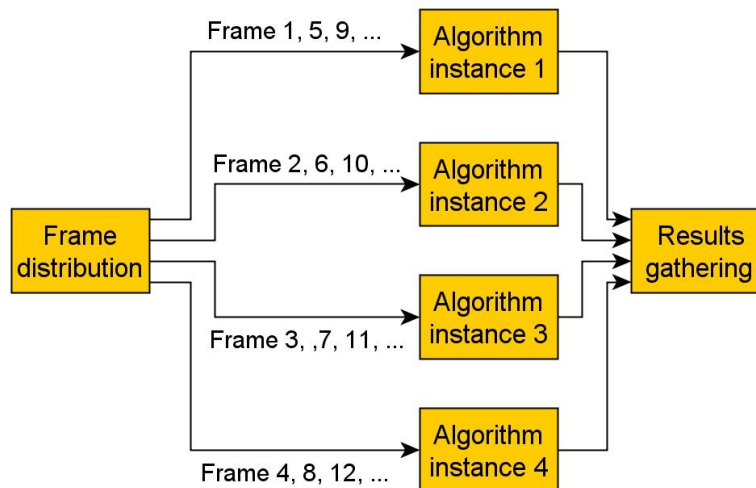 Frame 1, 5, 9, ...
Algorithm
instance 1
Frame 2, 6, 10, ...
Algorithm
instance 2
Frame
distribution
Results
gathering
Algorithm
instance 3
Frame 3, ,7, 11, ...
Algorithm
instance 4
Frame 4, 8, 12, ...